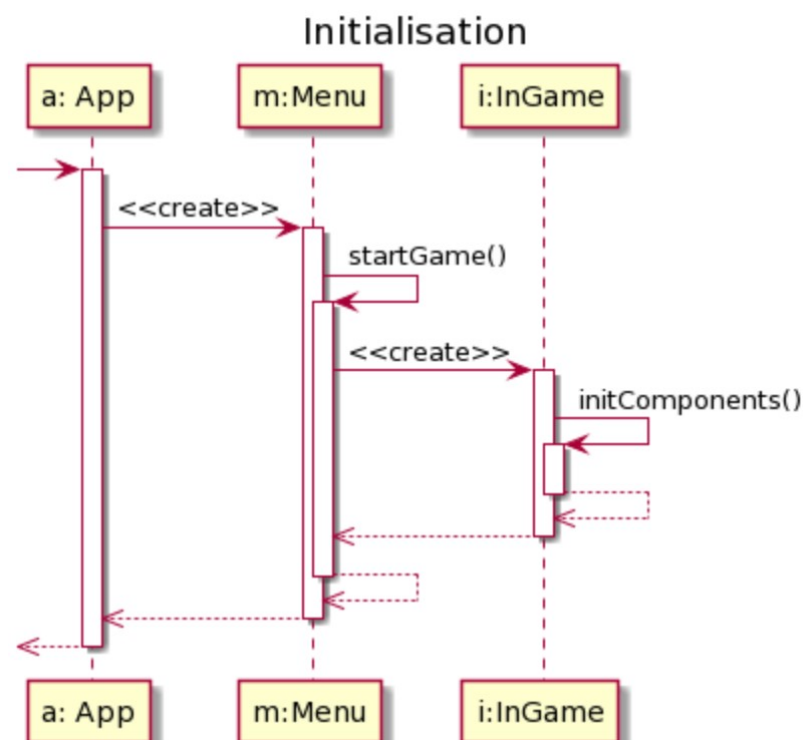 Initialisation
a: App m:Menu i:InGame
<<create>>
startGame()
<<create>>
initComponents()
a: App m:Menu i:InGame